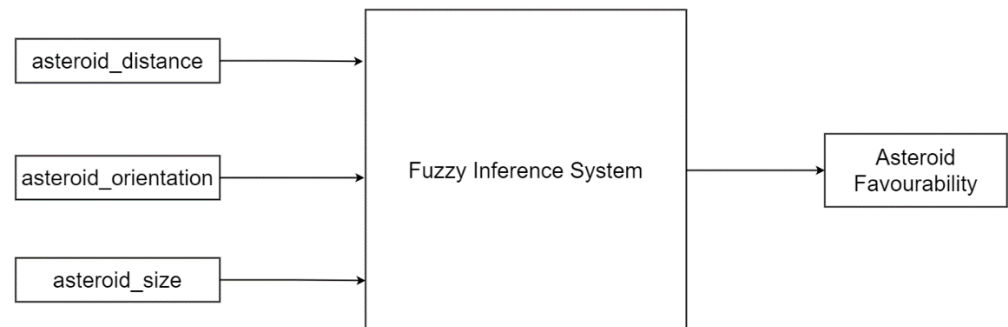 asteroid_distance
asteroid_orientation
asteroid_size
Fuzzy Inference System
Asteroid
Favourability